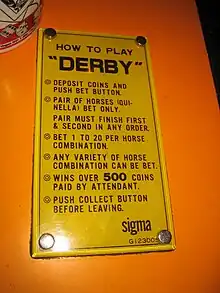 HOW TO PLAY
"DERBY"
◎ DEPOSIT COINS AND
PUSH BET BUTTON.
◎ PAIR OF HORSES (QUI-
NELLA) BET ONLY.
PAIR MUST FINISH FIRST
& SECOND IN ANY ORDER.
◎ BET 1 TO 20 PER HORSE
COMBINATION.
◎ ANY VARIETY OF HORSE
COMBINATION CAN BE BET.
◎ WINS OVER 500 COINS
PAID BY ATTENDANT.
◎ PUSH COLLECT BUTTON
BEFORE LEAVING.
sigma